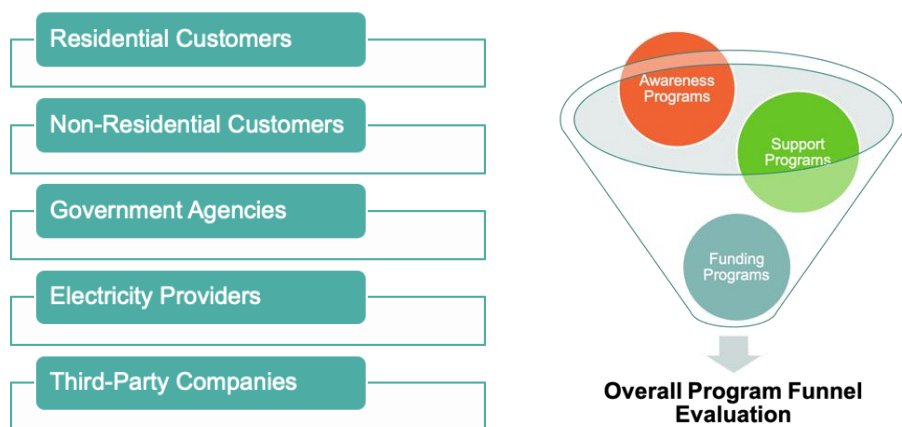 Residential Customers
Non-Residential Customers
Government Agencies
Electricity Providers
Third-Party Companies
Awareness
Programs
Support
Programs
Funding
Programs
Overall Program Funnel
Evaluation